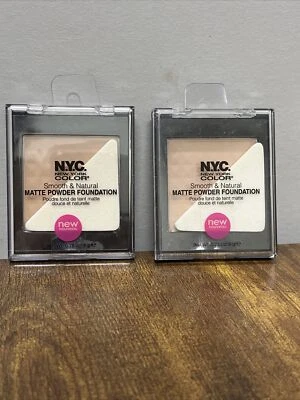 N.Y.C.
NEW YORK
COLOR
Smooth & Natural
MATTE POWDER FOUNDATION
Poudre fond de teint matte
douce et naturelle
new
N.Y.C.
NEW YORK
COLOR
Smooth & Natural
MATTE POWDER FOUNDATION
Poudre fond de teint matte
douce et naturelle
new